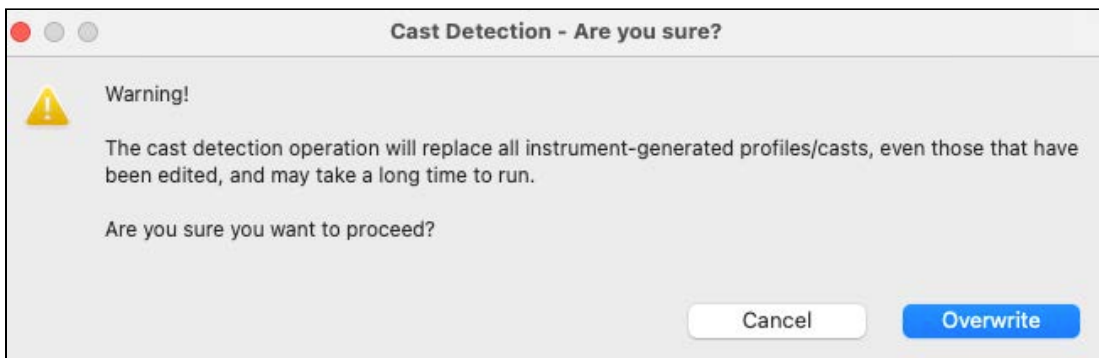 Cast Detection - Are you sure?
Warning!
The cast detection operation will replace all instrument-generated profiles/casts, even those that have
been edited, and may take a long time to run.
Are you sure you want to proceed?
Cancel
Overwrite